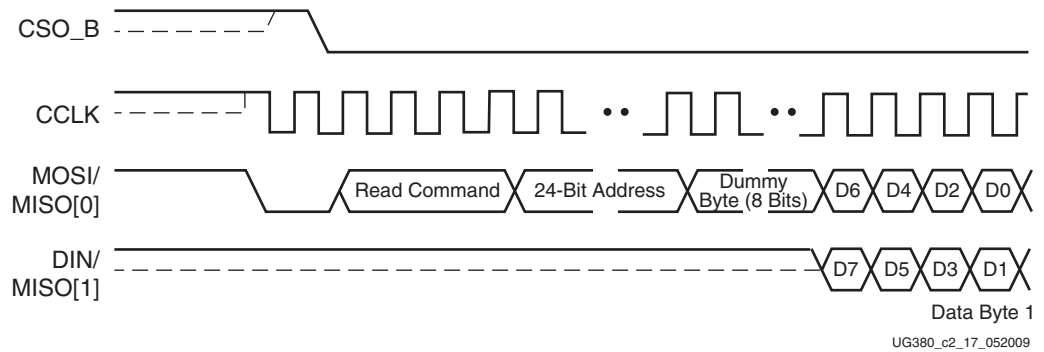 CSO_B
CCLK
MOSI/
MISO[0]
Read Command
24-Bit Address
Dummy
Byte (8 Bits)
D6
D4
D2
D0
DIN/
MISO[1]
D7
D5
D3
D1
Data Byte 1
UG380_c2_17_052009